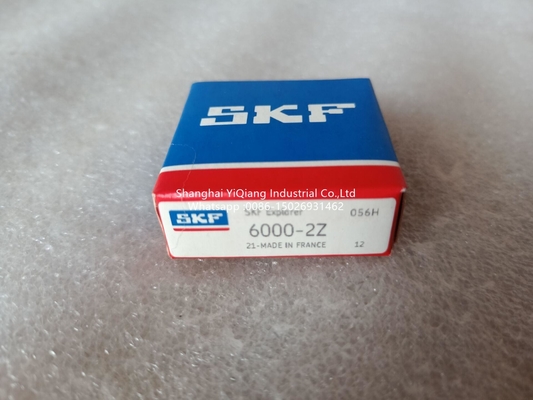 SKF
Shanghai YiQiang Industrial Co.,Ltd
Whatsapp 0086-15026931462
SKF Explorer 056H
SKF 6000-2Z
21-MADE IN FRANCE 12